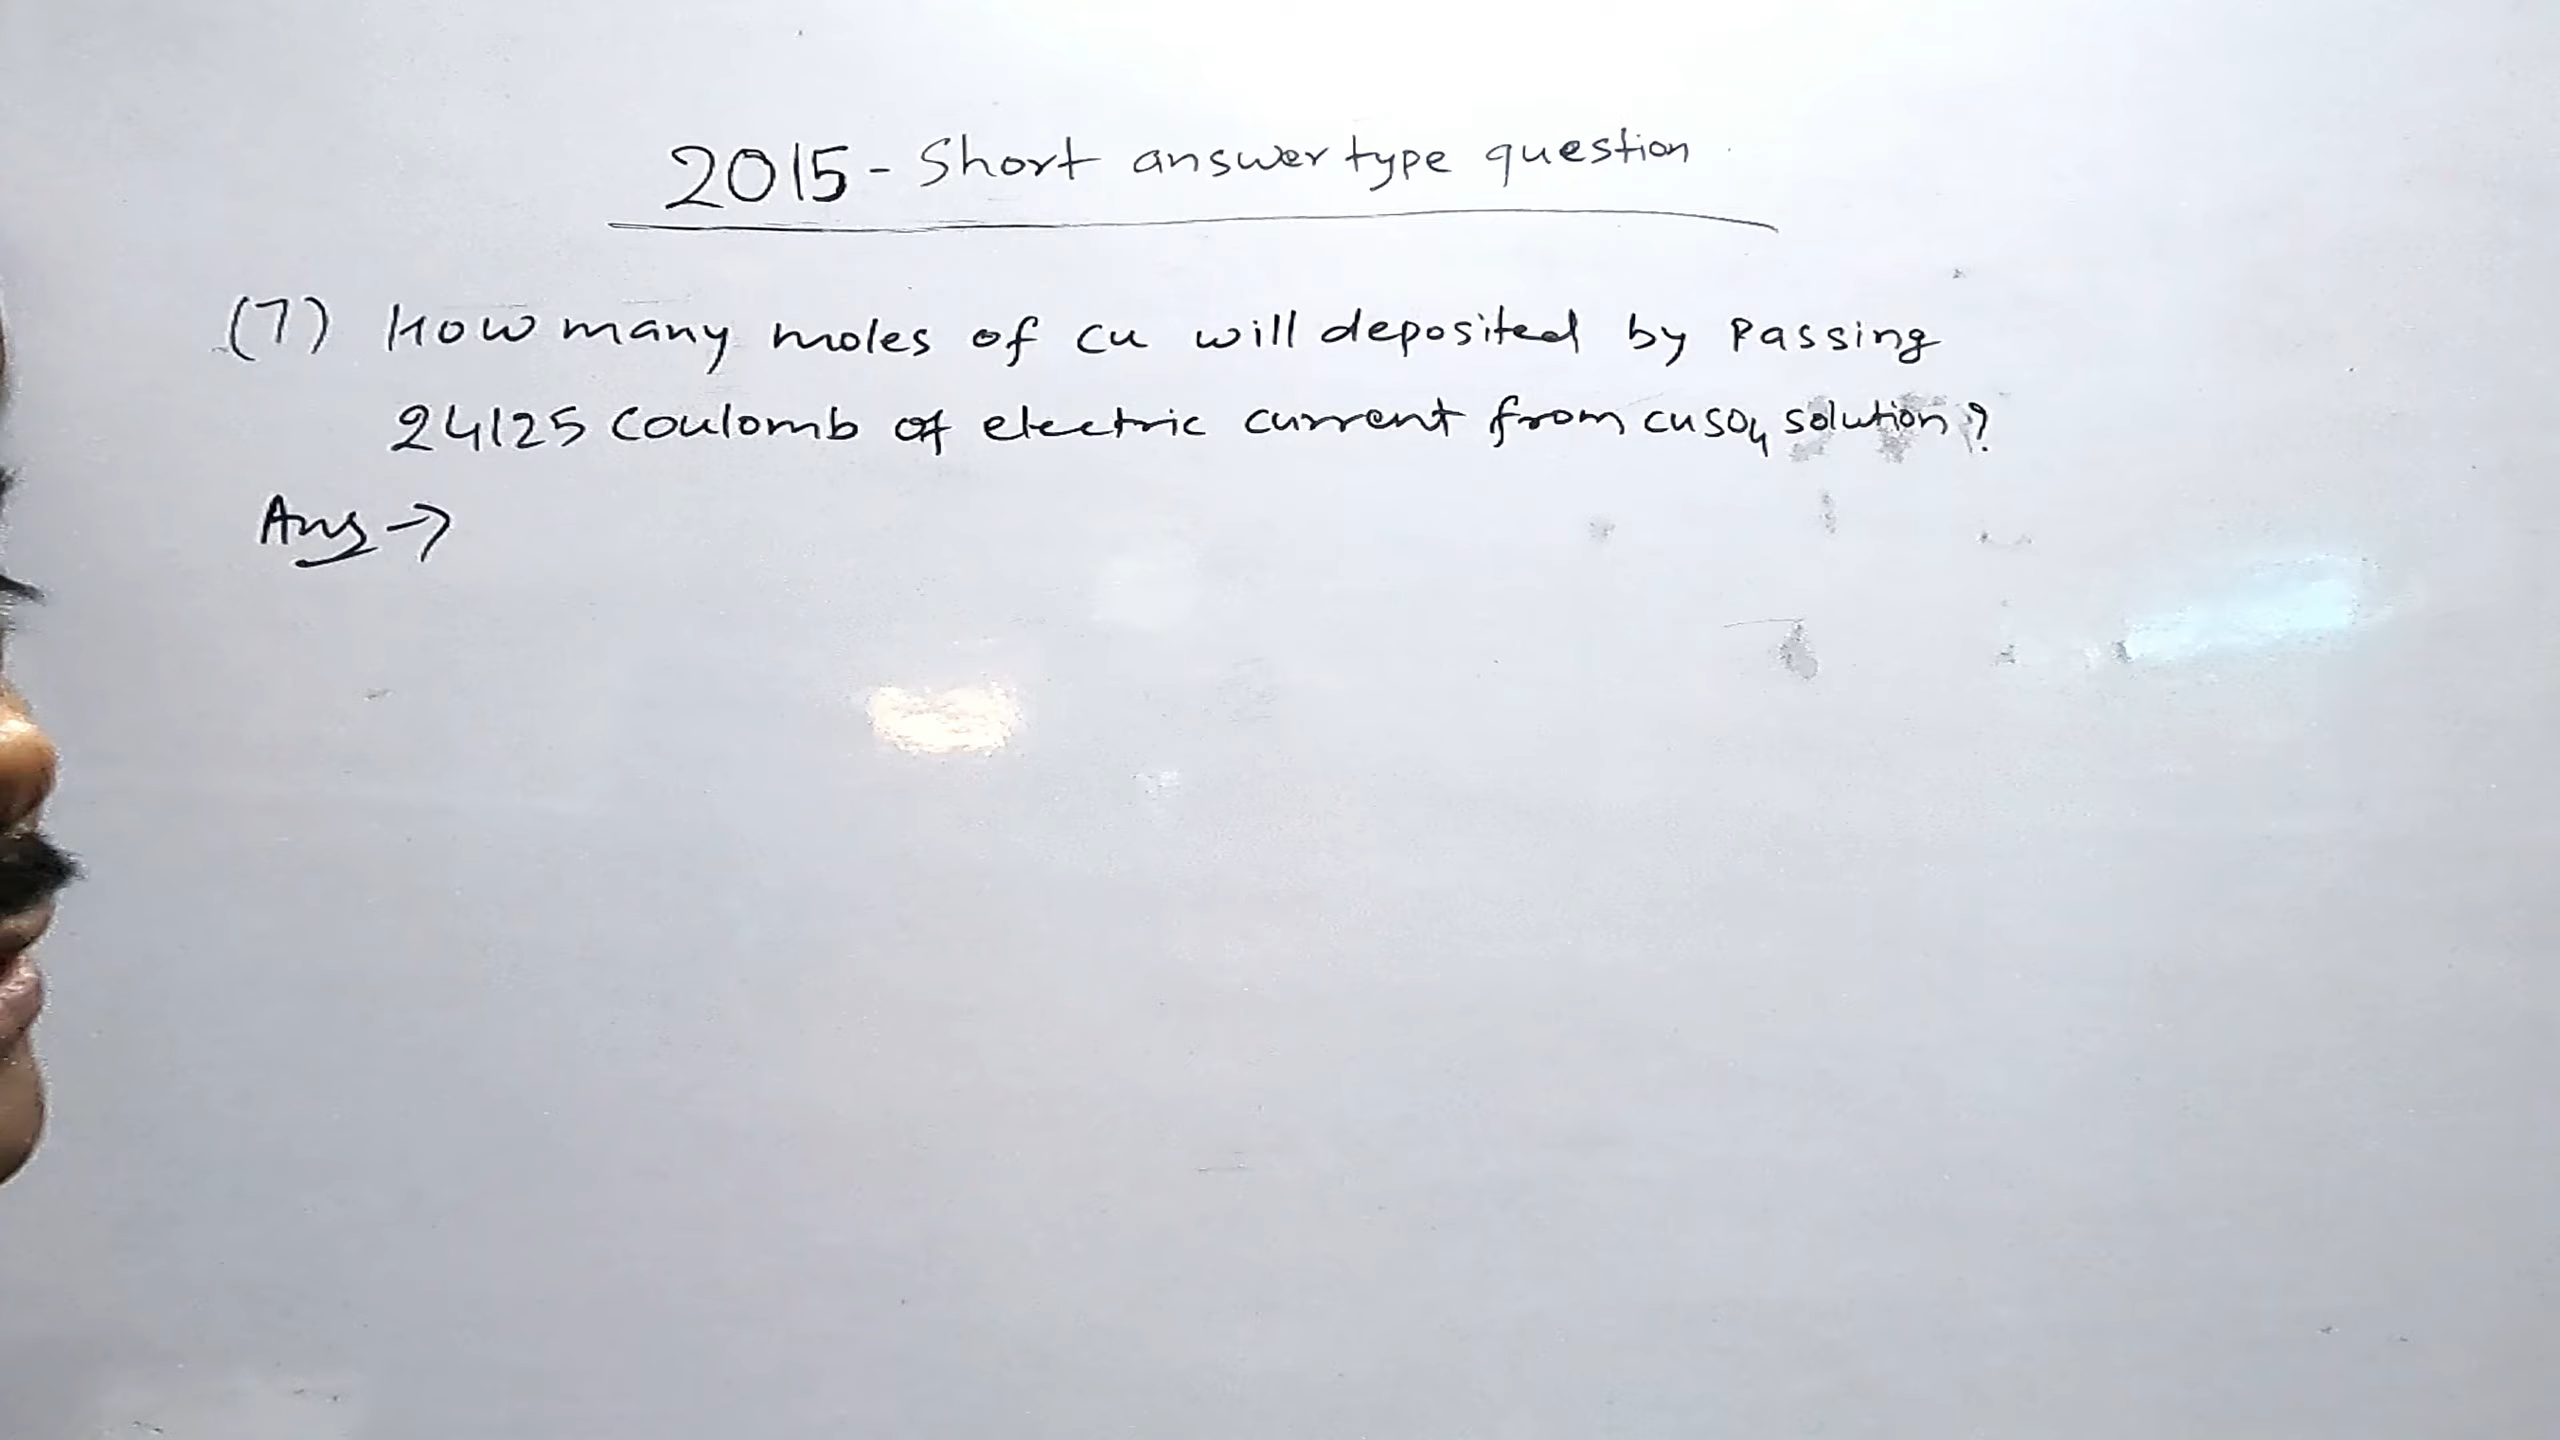 2015 - Short answer type question
(7) How many moles of cu will deposited by Passing
24125 Coulomb of electric current from cuso4 solution?
Ans →